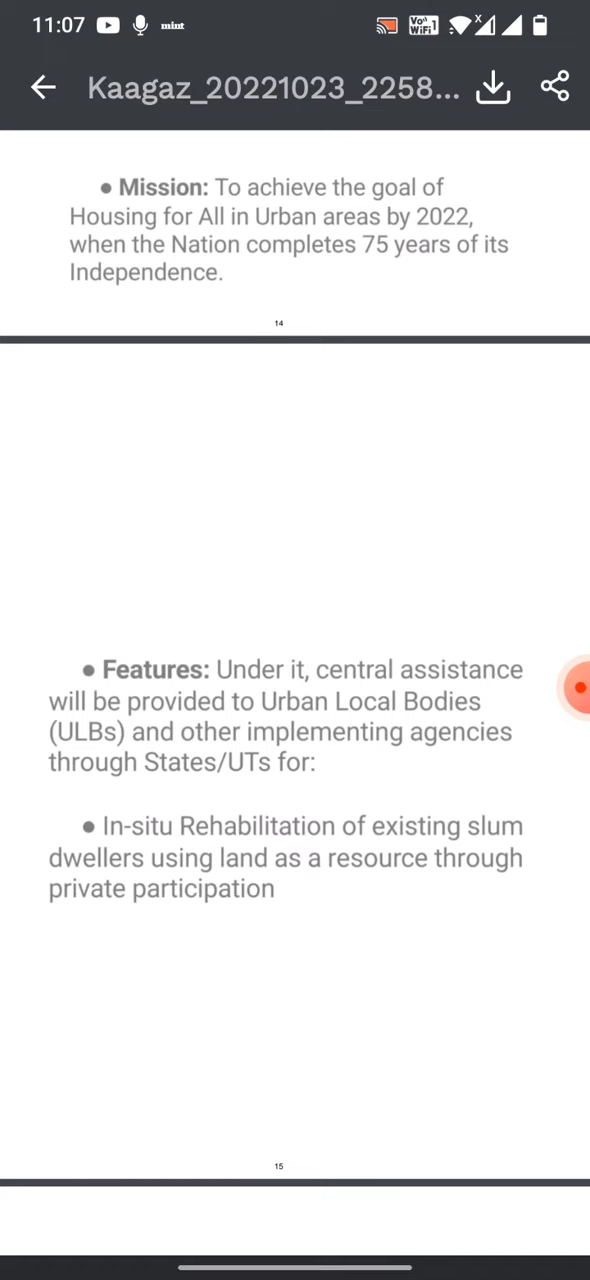 11:07 mint Vo 1 WiFi x
Kaagaz_20221023_2258...
● Mission: To achieve the goal of
Housing for All in Urban areas by 2022,
when the Nation completes 75 years of its
Independence.
14
● Features: Under it, central assistance
will be provided to Urban Local Bodies
(ULBs) and other implementing agencies
through States/UTs for:
● In-situ Rehabilitation of existing slum
dwellers using land as a resource through
private participation
15